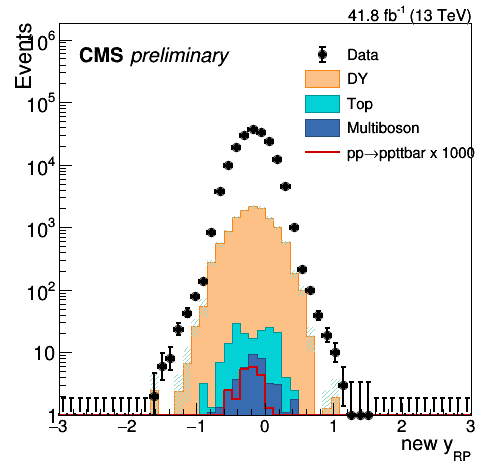 41.8 fb⁻¹ (13 TeV)
Events
CMS preliminary
Data
DY
Top
Multiboson
pp→ppttbar x 1000
10⁶
10⁵
10⁴
10³
10²
10
1
−3 −2 −1 0 1 2 3
new y_RP